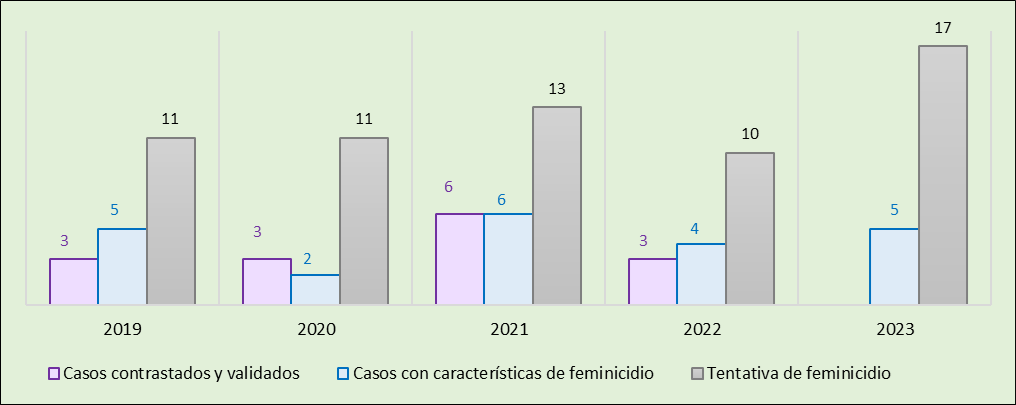 3 5 11
3 2 11
6 6 13
3 4 10
5 17
2019 2020 2021 2022 2023
Casos contrastados y validados Casos con características de feminicidio Tentativa de feminicidio